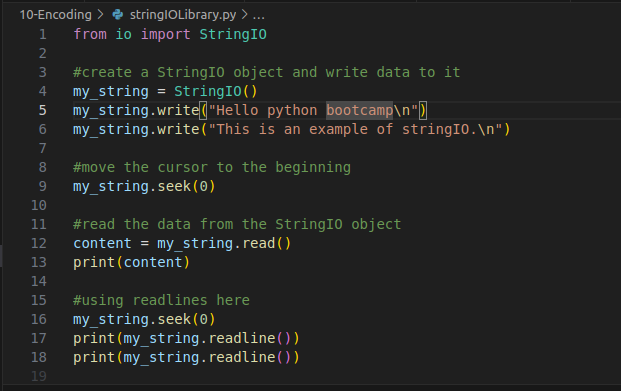 10-Encoding > stringIOLibrary.py > ...
1 from io import StringIO
2
3 #create a StringIO object and write data to it
4 my_string = StringIO()
5 my_string.write("Hello python bootcamp\n")
6 my_string.write("This is an example of stringIO.\n")
7
8 #move the cursor to the beginning
9 my_string.seek(0)
10
11 #read the data from the StringIO object
12 content = my_string.read()
13 print(content)
14
15 #using readlines here
16 my_string.seek(0)
17 print(my_string.readline())
18 print(my_string.readline())
19